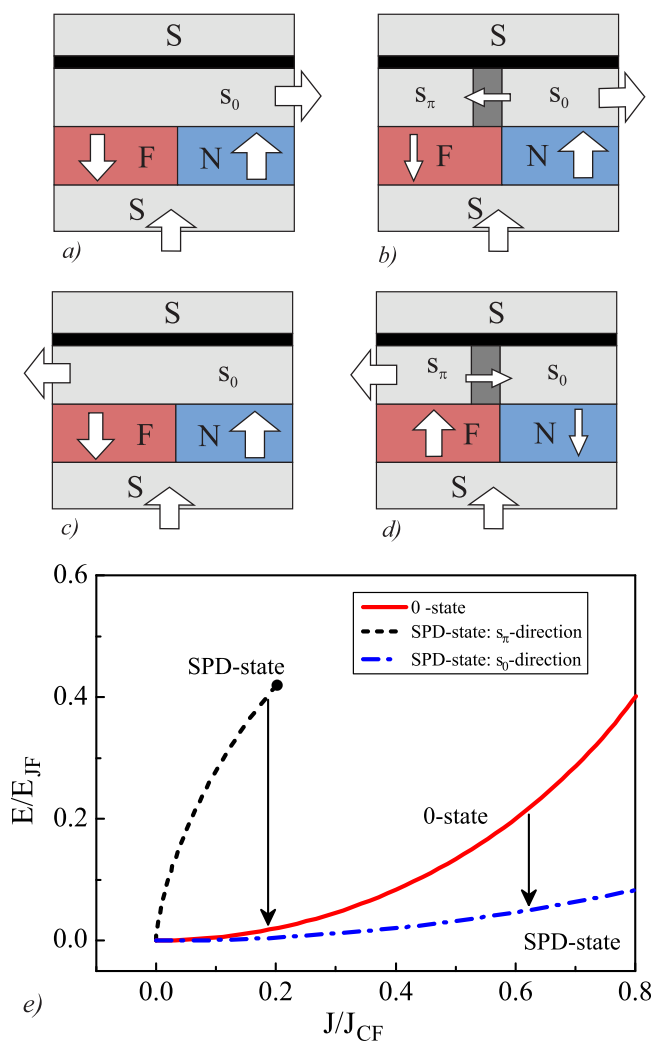 S
S
s0
sπ
s0
F
N
F
N
S
S
a)
b)
S
S
s0
sπ
s0
F
N
F
N
S
S
c)
d)
0.6
0 -state
SPD-state: sπ-direction
SPD-state: s0-direction
SPD-state
0.4
E/EJF
0-state
0.2
SPD-state
0.0
0.0
0.2
0.4
0.6
0.8
e)
J/JCF